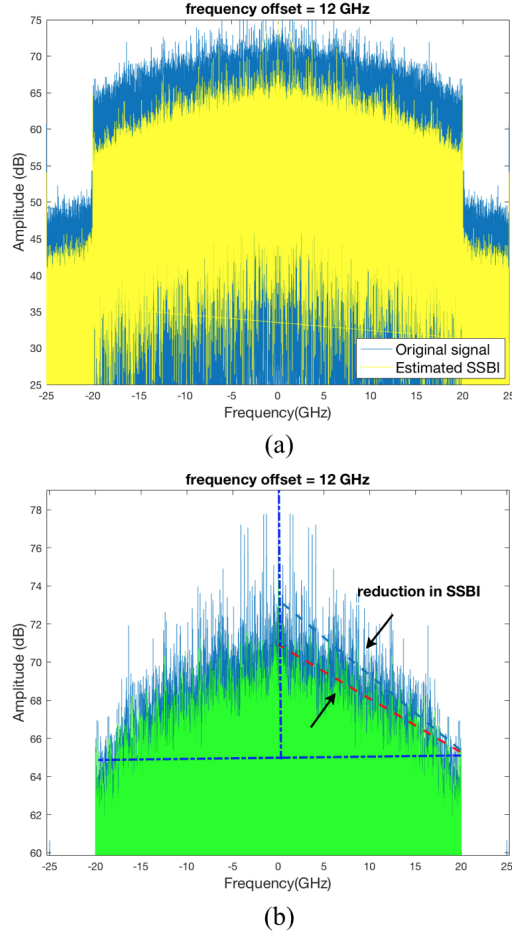 frequency offset = 12 GHz
75
70
65
60
55
50
45
40
35
30
25
Amplitude (dB)
Original signal
Estimated SSBI
-25 -20 -15 -10 -5 0 5 10 15 20 25
Frequency(GHz)
(a)
frequency offset = 12 GHz
78
76
74
72
70
68
66
64
62
60
Amplitude (dB)
reduction in SSBI
-25 -20 -15 -10 -5 0 5 10 15 20 25
Frequency(GHz)
(b)